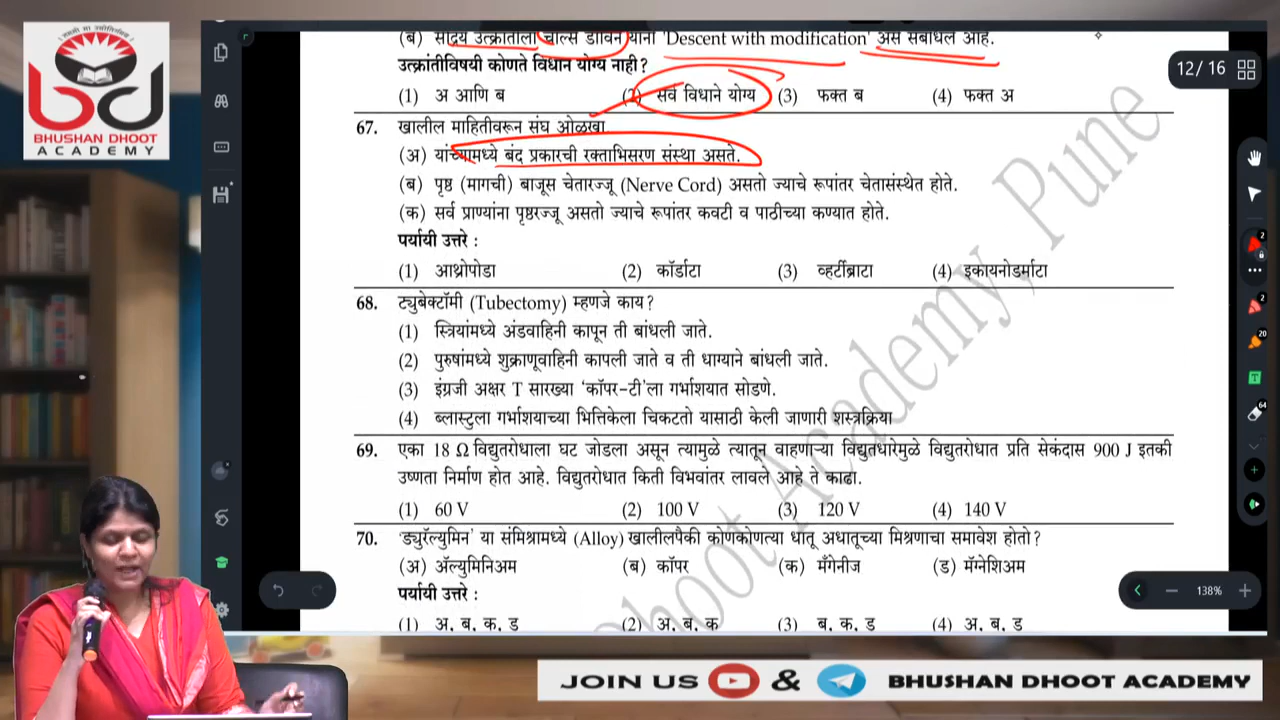 BHUSHAN DHOOT
ACADEMY
(ब) सादृश्य उत्क्रांतीला चार्ल्स डार्विन यांनी 'Descent with modification' असे संबोधले आहे.
उत्क्रांतीविषयी कोणते विधान योग्य नाही?
(1) अ आणि ब (2) सर्व विधाने योग्य (3) फक्त ब (4) फक्त अ
67. खालील माहितीवरून संघ ओळखा
(अ) यांच्यामध्ये बंद प्रकारची रक्ताभिसरण संस्था असते.
(ब) पृष्ठ (मागची) बाजूस चेतारज्जू (Nerve Cord) असतो ज्याचे रूपांतर चेतासंस्थेत होते.
(क) सर्व प्राण्यांना पृष्ठरज्जू असतो ज्याचे रूपांतर कवटी व पाठीच्या कण्यात होते.
पर्यायी उत्तरे :
(1) आथ्रोपोडा (2) कॉर्डाटा (3) व्हर्टीब्राटा (4) इकायनोडर्माटा
68. ट्युबेक्टॉमी (Tubectomy) म्हणजे काय?
(1) स्त्रियांमध्ये अंडवाहिनी कापून ती बांधली जाते.
(2) पुरुषांमध्ये शुक्राणूवाहिनी कापली जाते व ती धाग्याने बांधली जाते.
(3) इंग्रजी अक्षर T सारख्या 'कॉपर-टी'ला गर्भाशयात सोडणे.
(4) ब्लास्टुला गर्भाशयाच्या भित्तिकेला चिकटतो यासाठी केली जाणारी शस्त्रक्रिया
69. एका 18 Ω विद्युतरोधाला घट जोडला असून त्यामुळे त्यातून वाहणाऱ्या विद्युतधारेमुळे विद्युतरोधात प्रति सेकंदास 900 J इतकी
उष्णता निर्माण होत आहे. विद्युतरोधात किती विभवांतर लावले आहे ते काढा.
(1) 60 V (2) 100 V (3) 120 V (4) 140 V
70. 'ड्युरॅल्युमिन' या संमिश्रामध्ये (Alloy) खालीलपैकी कोणकोणत्या धातू अधातूच्या मिश्रणाचा समावेश होतो?
(अ) ॲल्युमिनिअम (ब) कॉपर (क) मँगेनीज (ड) मॅग्नेशिअम
पर्यायी उत्तरे :
(1) अ, ब, क, ड (2) अ, ब, क (3) ब, क, ड (4) अ, ब, ड
Dhoot Academy, Pune
12 / 16
138%
JOIN US & BHUSHAN DHOOT ACADEMY